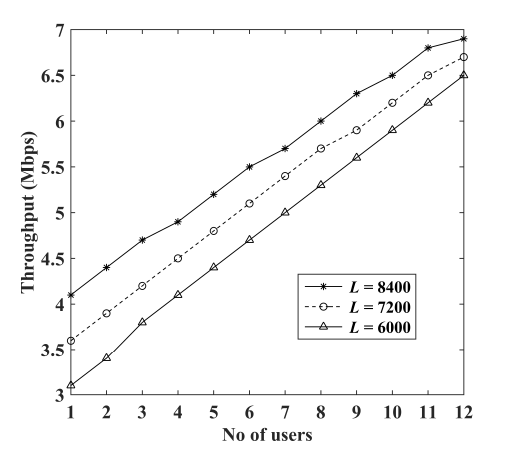 7
6.5
6
5.5
5
4.5
4
3.5
3
Throughput (Mbps)
L = 8400
L = 7200
L = 6000
1 2 3 4 5 6 7 8 9 10 11 12
No of users